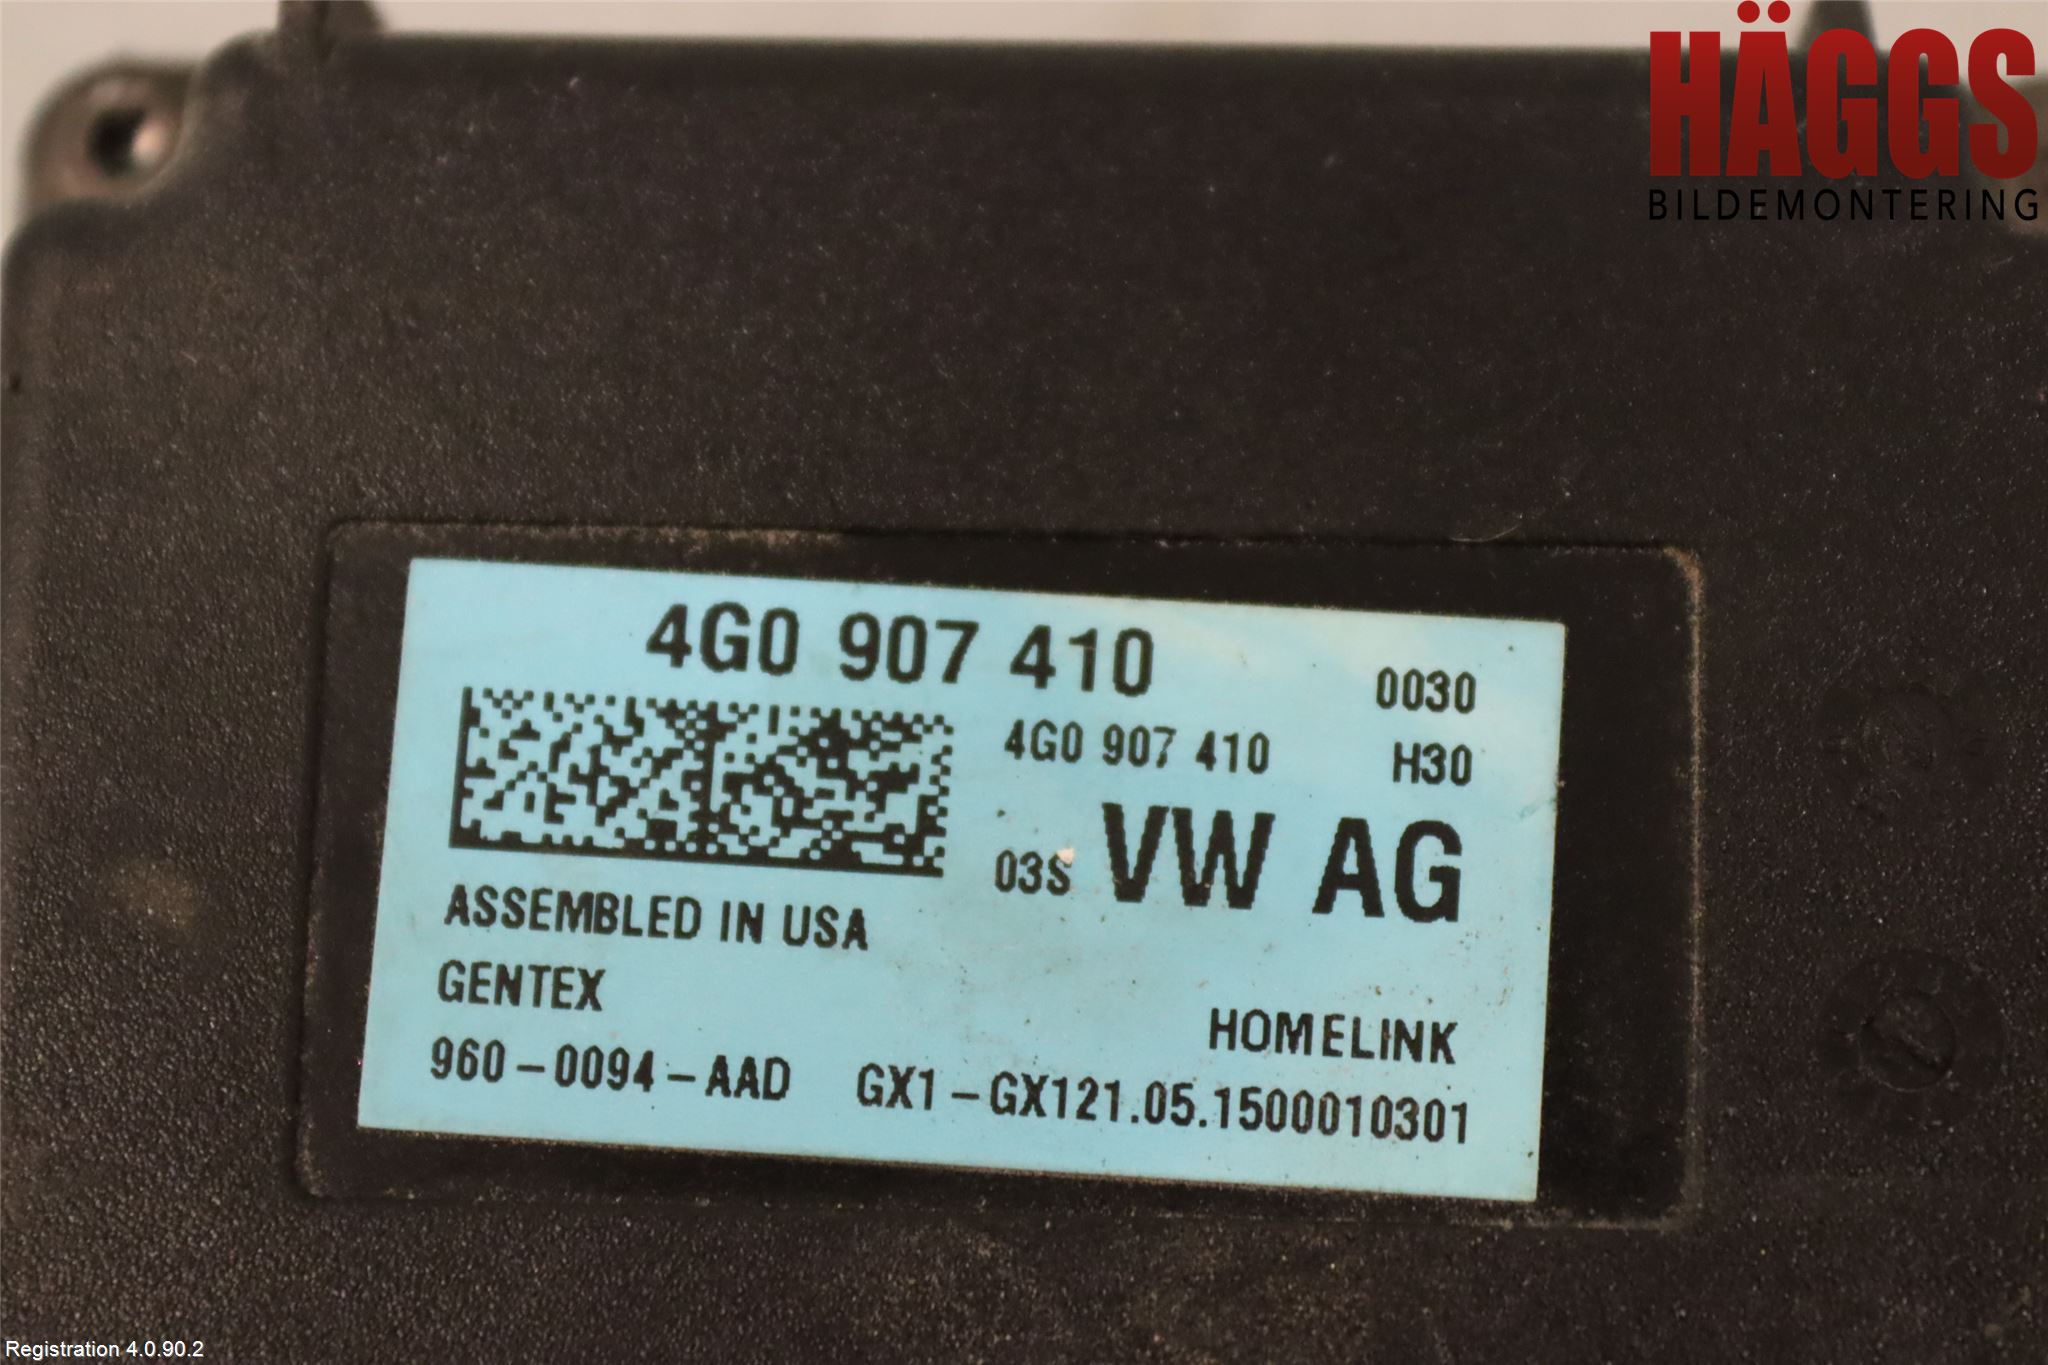 HÄGGS
BILDEMONTERING
4G0 907 410
0030
4G0 907 410 H30
03S VW AG
ASSEMBLED IN USA
GENTEX
HOMELINK
960-0094-AAD GX1-GX121.05.1500010301
Registration 4.0.90.2